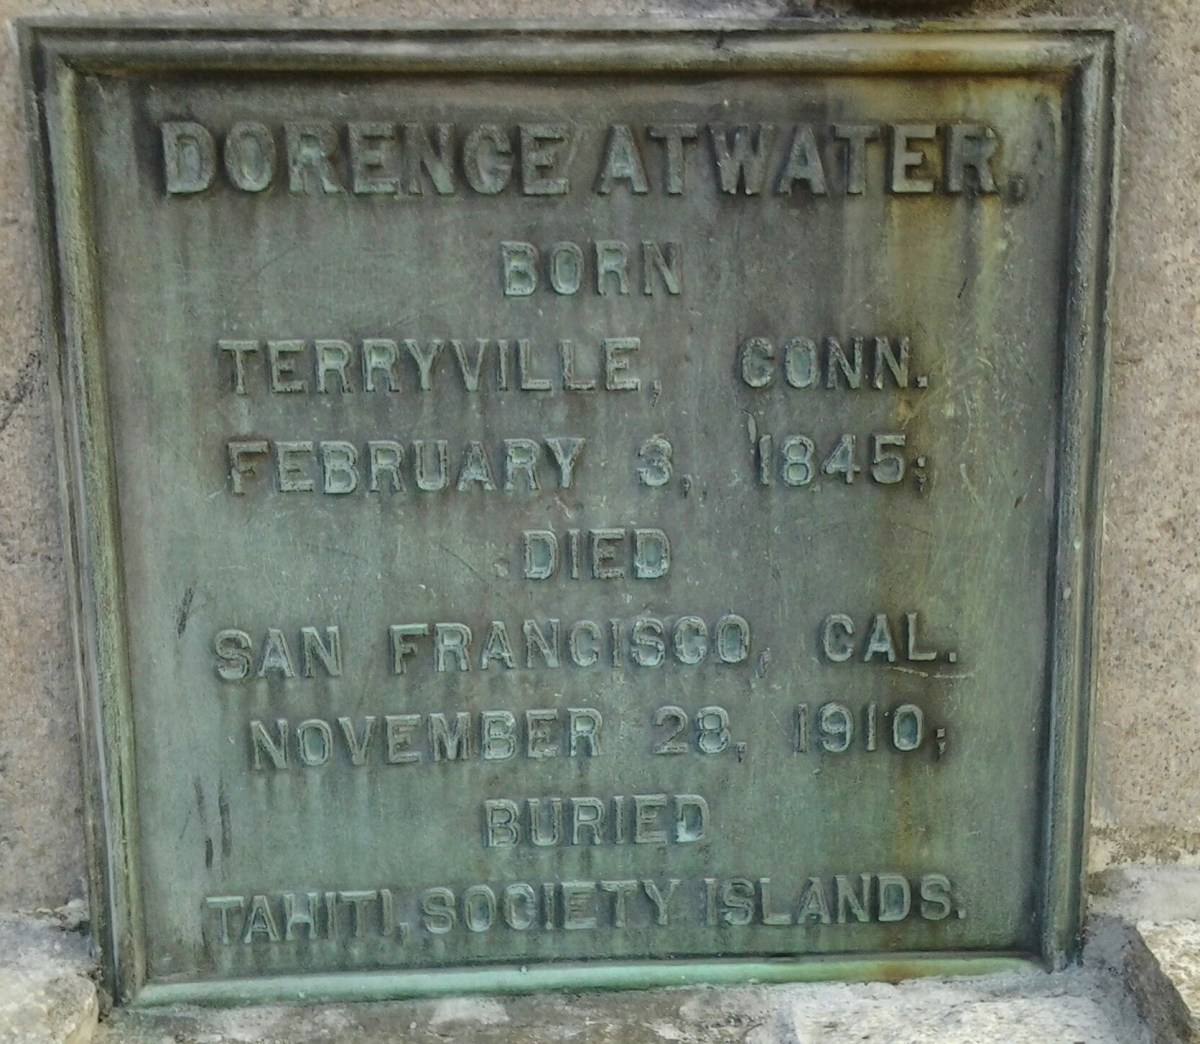 DORENCE ATWATER,
BORN
TERRYVILLE, CONN.
FEBRUARY 3, 1845;
DIED
SAN FRANCISCO, CAL.
NOVEMBER 28, 1910;
BURIED
TAHITI, SOCIETY ISLANDS.